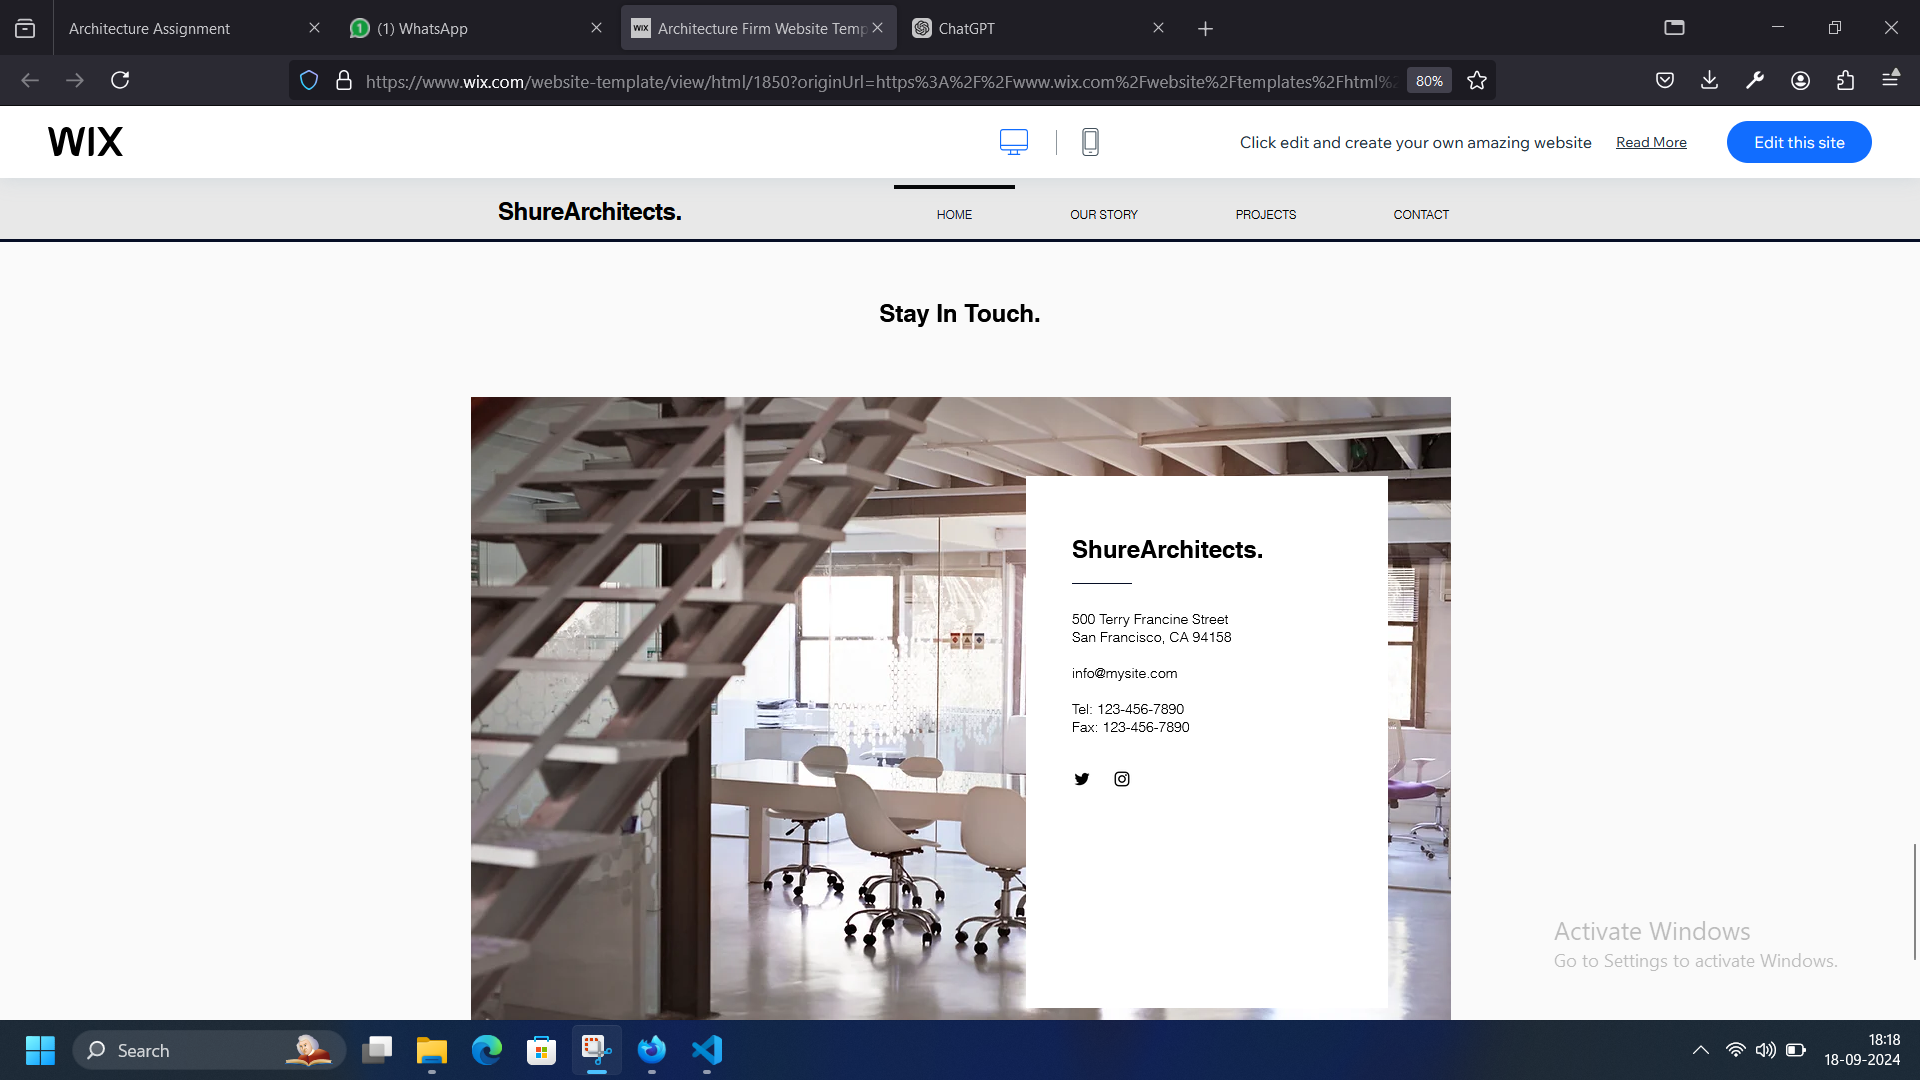 Architecture Assignment
(1) WhatsApp
WIX Architecture Firm Website Temp
ChatGPT
https://www.wix.com/website-template/view/html/1850?originUrl=https%3A%2F%2Fwww.wix.com%2Fwebsite%2Ftemplates%2Fhtml%2
80%
WIX
Click edit and create your own amazing website
Read More
Edit this site
ShureArchitects.
HOME
OUR STORY
PROJECTS
CONTACT
Stay In Touch.
ShureArchitects.
500 Terry Francine Street
San Francisco, CA 94158
info@mysite.com
Tel: 123-456-7890
Fax: 123-456-7890
Activate Windows
Go to Settings to activate Windows.
Search
18:18
18-09-2024